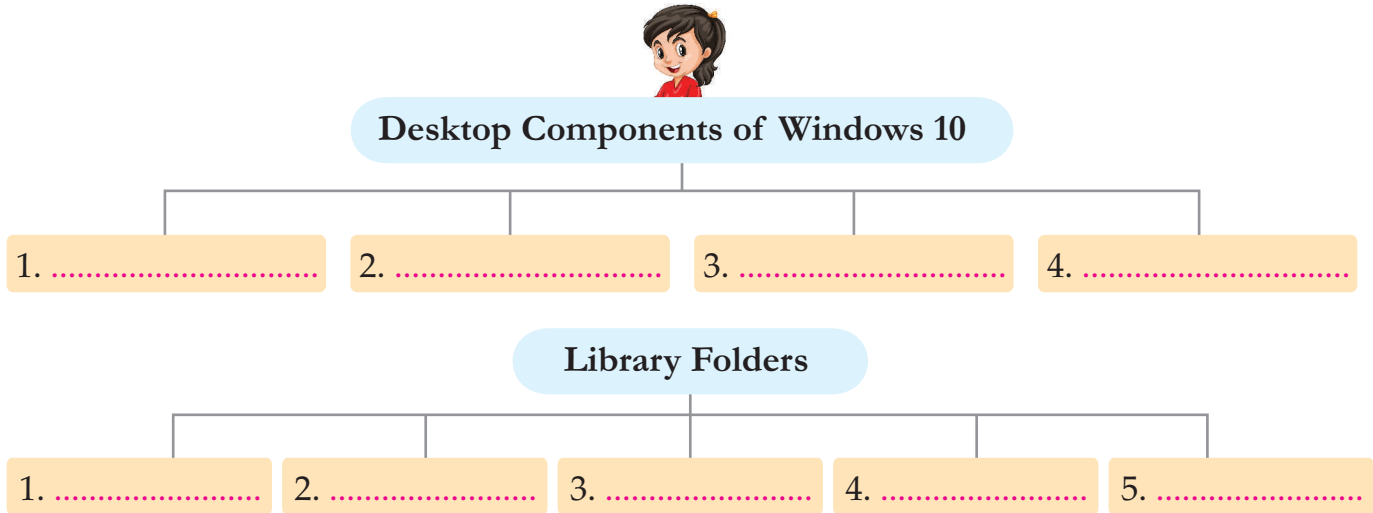 Desktop Components of Windows 10
1. .............................. 2. .............................. 3. .............................. 4. ..............................
Library Folders
1. ........................ 2. ........................ 3. ........................ 4. ........................ 5. ........................